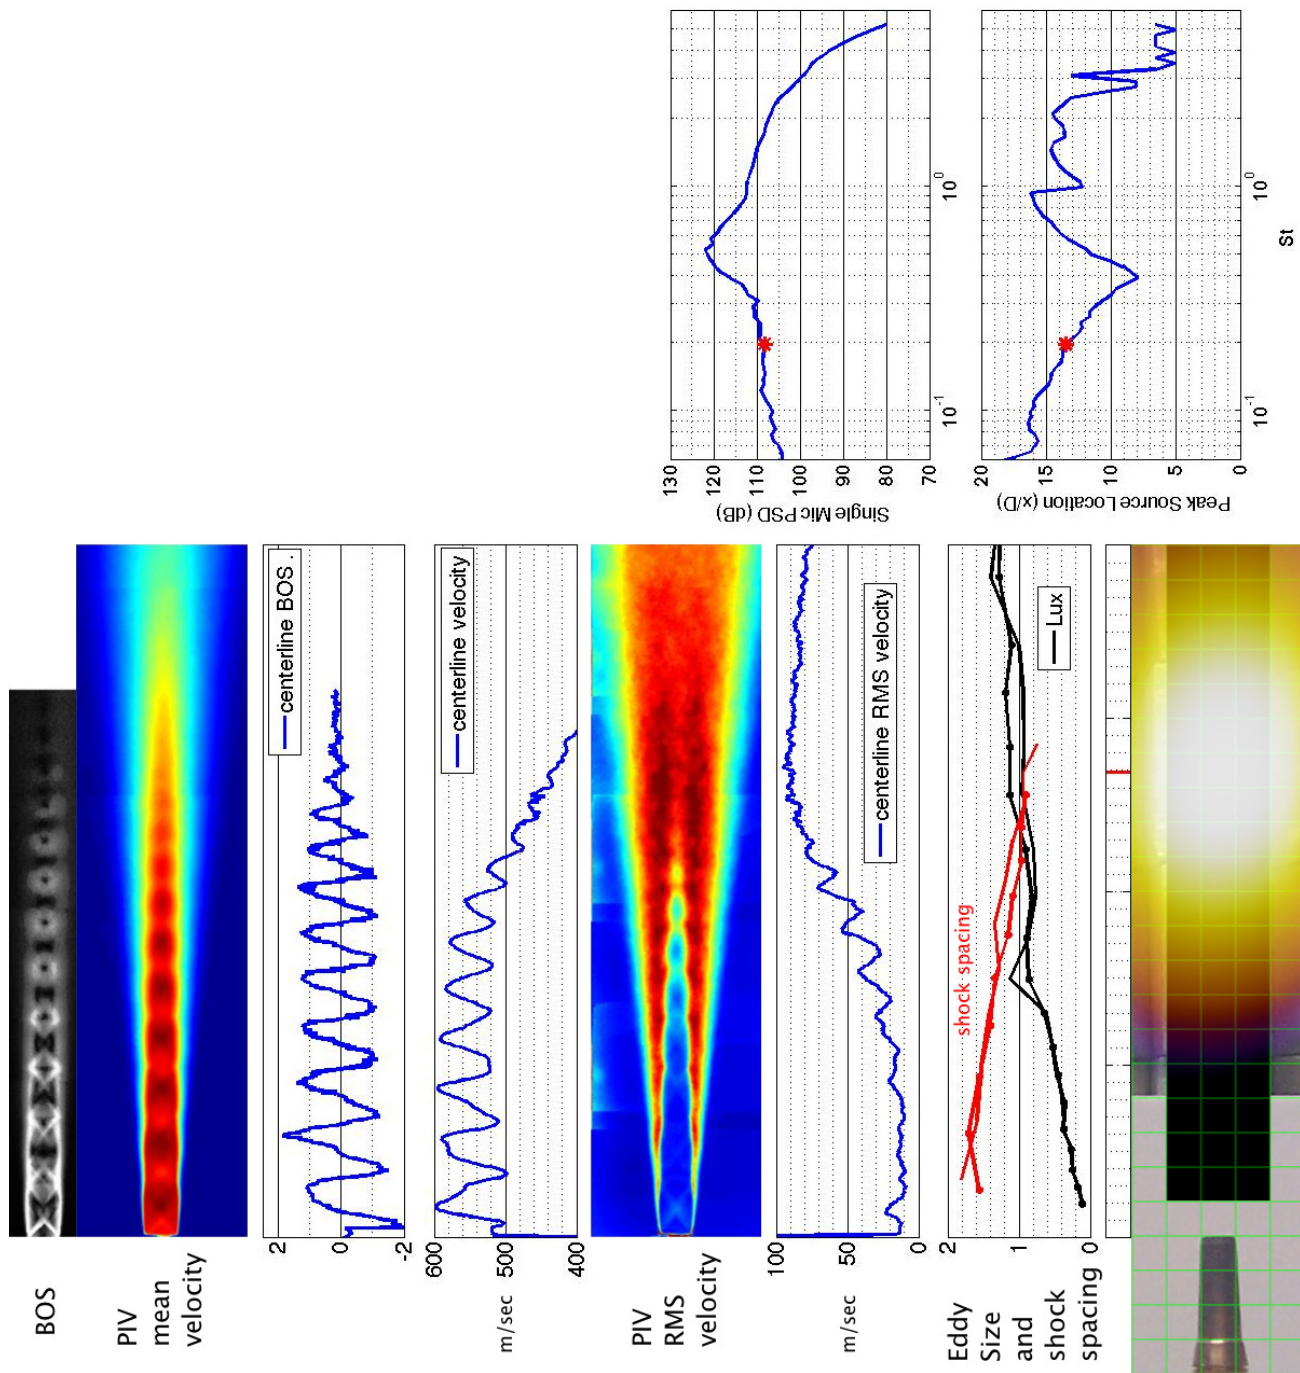 BOS
PIV
mean
velocity
centerline BOS .
2
0
-2
centerline velocity
600
500
400
m/sec
PIV
RMS
velocity
centerline RMS velocity
100
50
0
m/sec
Eddy
Size
and
shock
spacing
2
1
0
shock spacing
Lux
Single Mic PSD (dB)
130
120
110
100
90
80
70
10-1
100
Peak Source Location (x/D)
20
15
10
5
0
10-1
100
St